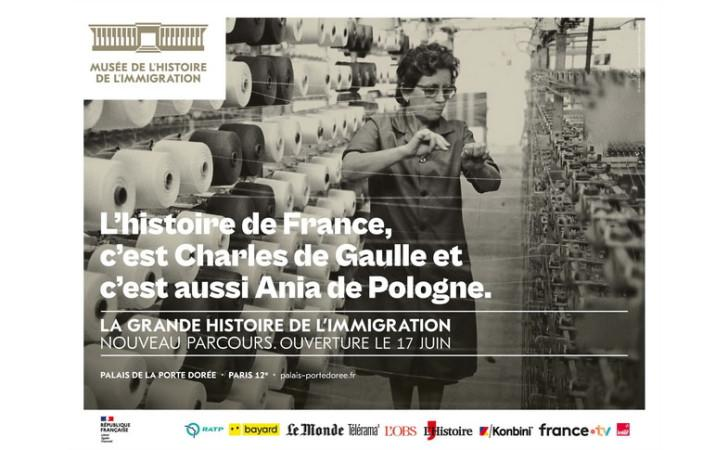 MUSÉE DE L'HISTOIRE
DE L'IMMIGRATION
L'histoire de France,
c'est Charles de Gaulle et
c'est aussi Ania de Pologne.
LA GRANDE HISTOIRE DE L'IMMIGRATION
NOUVEAU PARCOURS. OUVERTURE LE 17 JUIN
PALAIS DE LA PORTE DORÉE • PARIS 12e • palais-portedoree.fr
RÉPUBLIQUE
FRANÇAISE
RATP bayard Le Monde Télérama' L'OBS L'Histoire Konbini france•tv inter